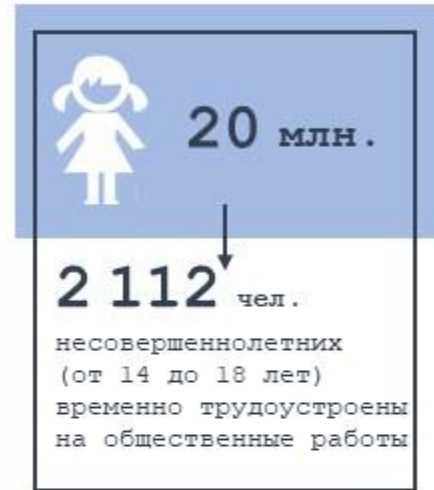 20 млн.
2 112 чел.
несовершеннолетних
(от 14 до 18 лет)
временно трудоустроены
на общественные работы